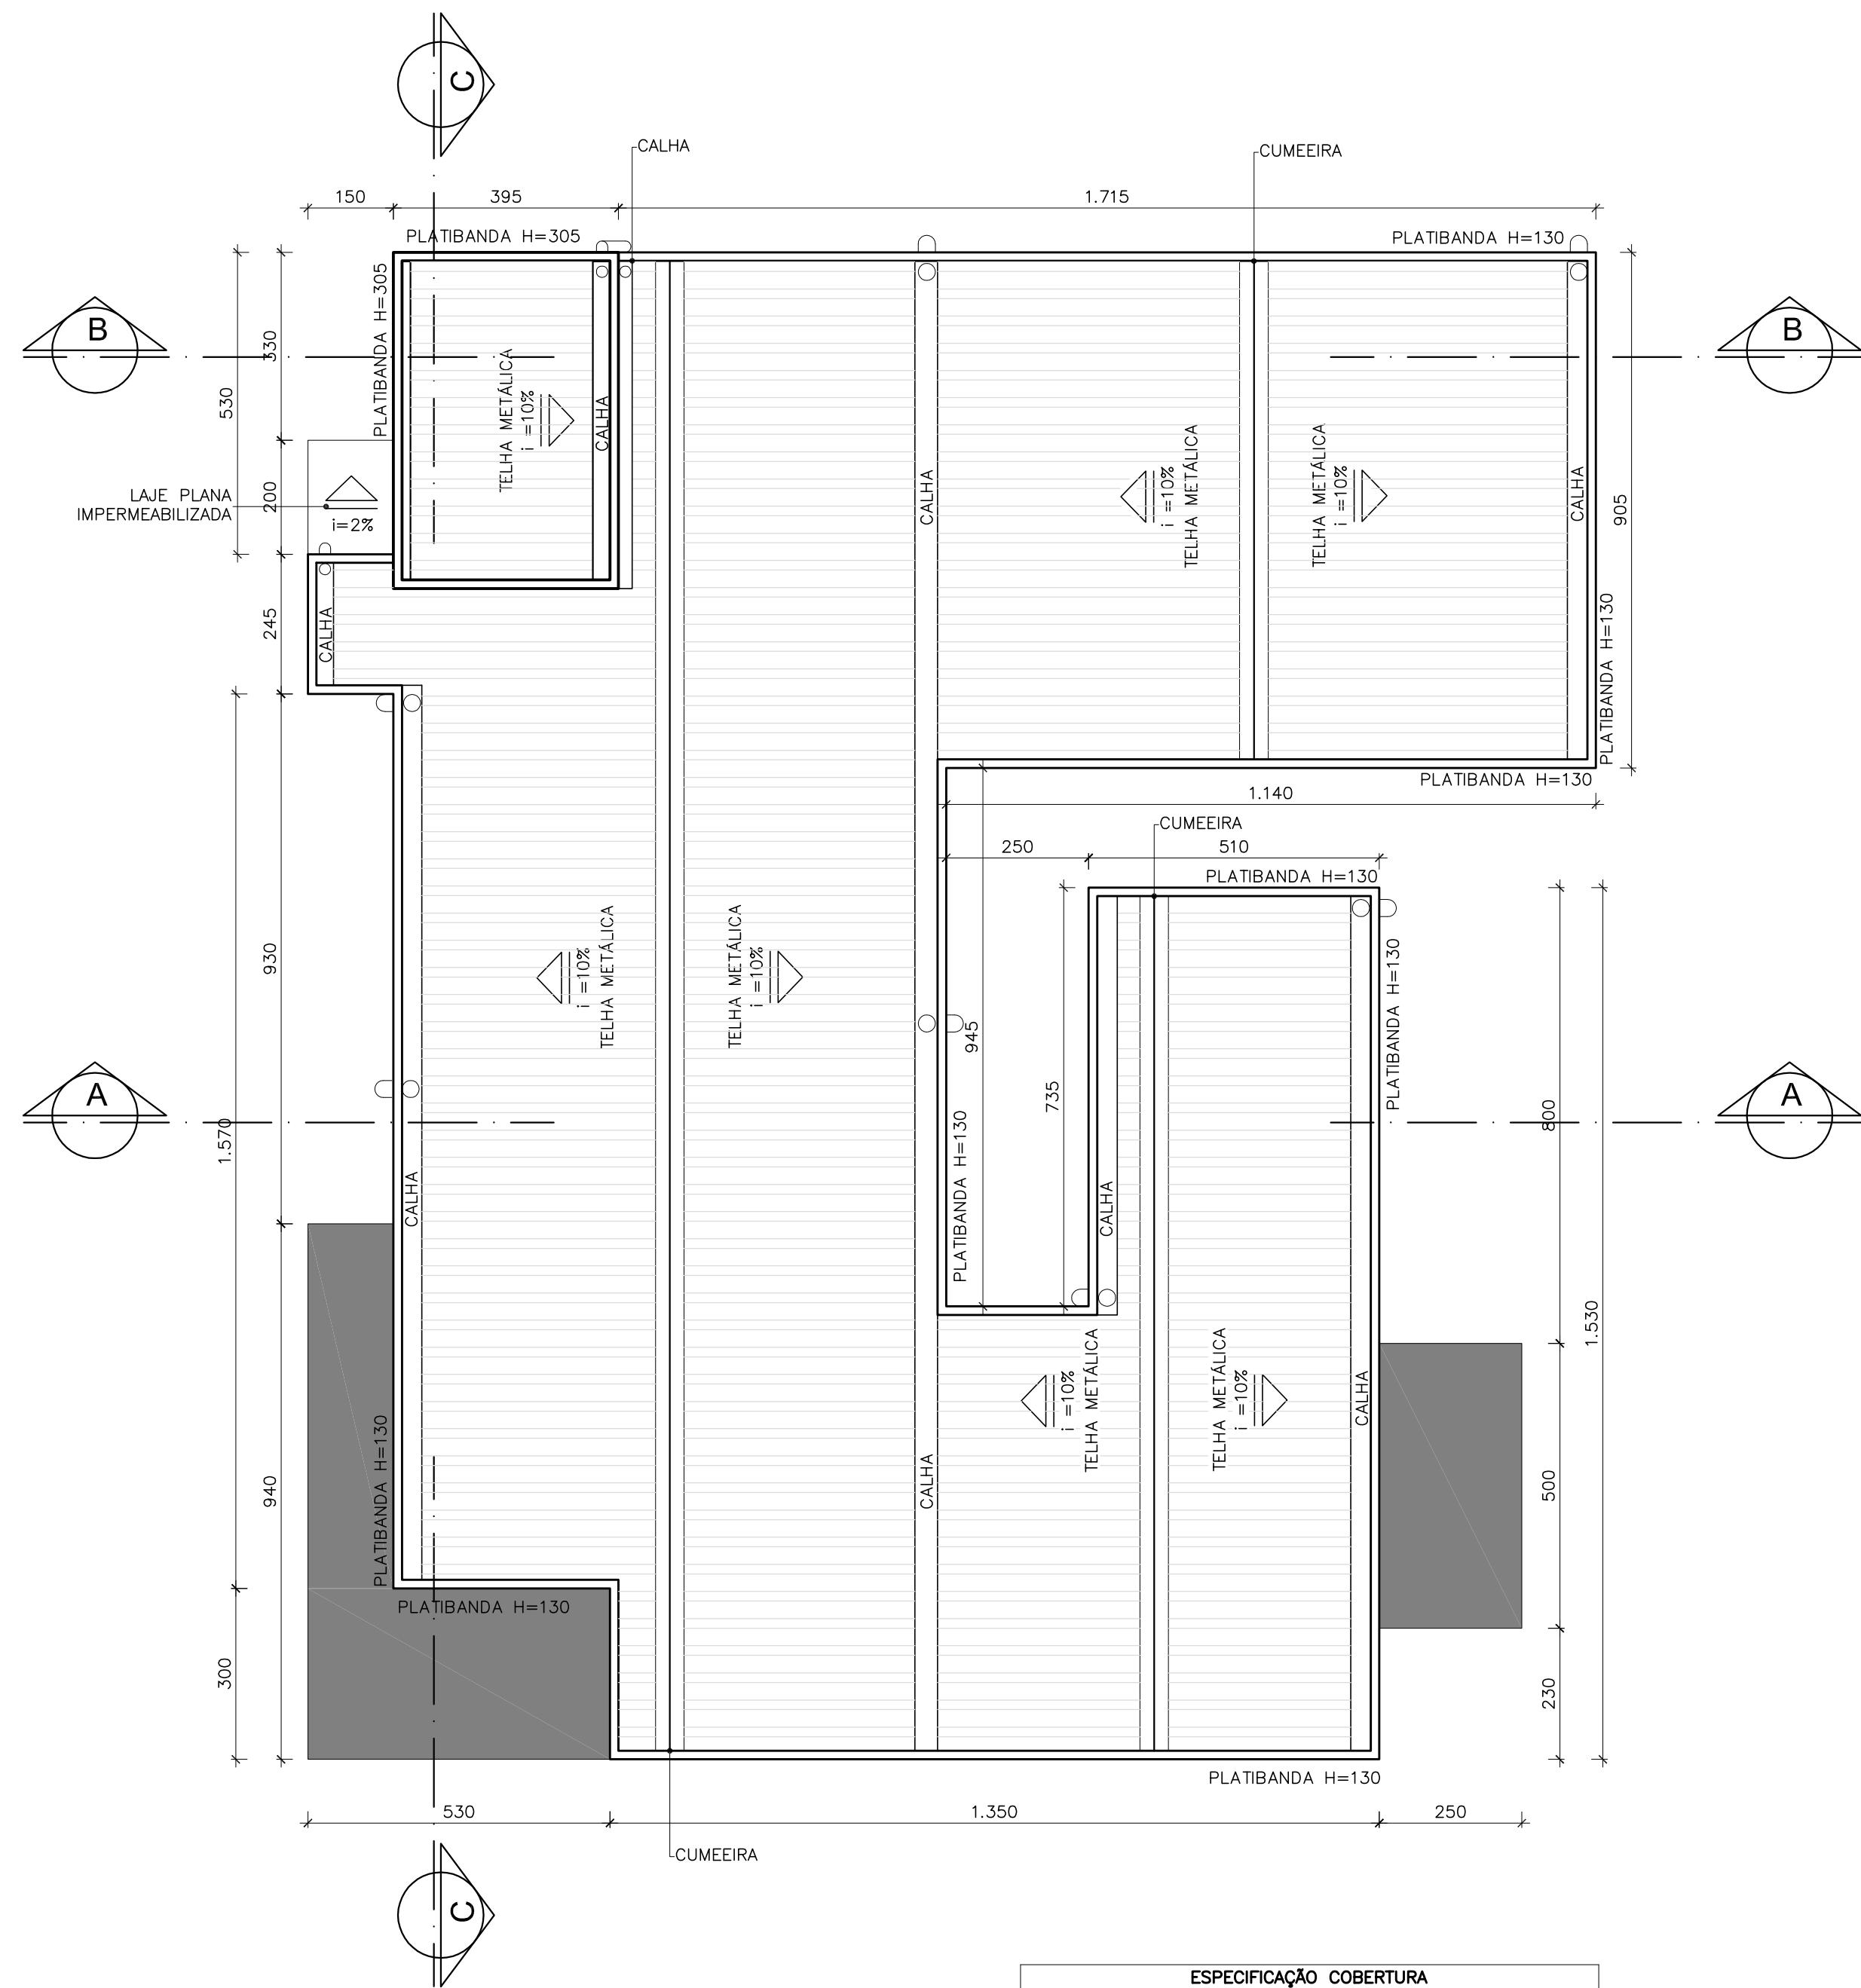 C
CALHA
CUMEEIRA
150
395
1.715
PLATIBANDA H=305
PLATIBANDA H=130
B
B
530
330
PLATIBANDA H=305
TELHA METÁLICA
i =10%
CALHA
CALHA
i =10%
TELHA METÁLICA
TELHA METÁLICA
i =10%
CALHA
905
LAJE PLANA
IMPERMEABILIZADA
200
i=2%
245
CALHA
PLATIBANDA H=130
PLATIBANDA H=130
1.140
CUMEEIRA
250
510
PLATIBANDA H=130
930
i =10%
TELHA METÁLICA
TELHA METÁLICA
i =10%
945
735
PLATIBANDA H=130
A
A
1.570
CALHA
PLATIBANDA H=130
CALHA
800
1.530
i =10%
TELHA METÁLICA
TELHA METÁLICA
i =10%
CALHA
940
PLATIBANDA H=130
CALHA
500
PLATIBANDA H=130
300
230
PLATIBANDA H=130
530
1.350
250
CUMEEIRA
C
ESPECIFICAÇÃO COBERTURA